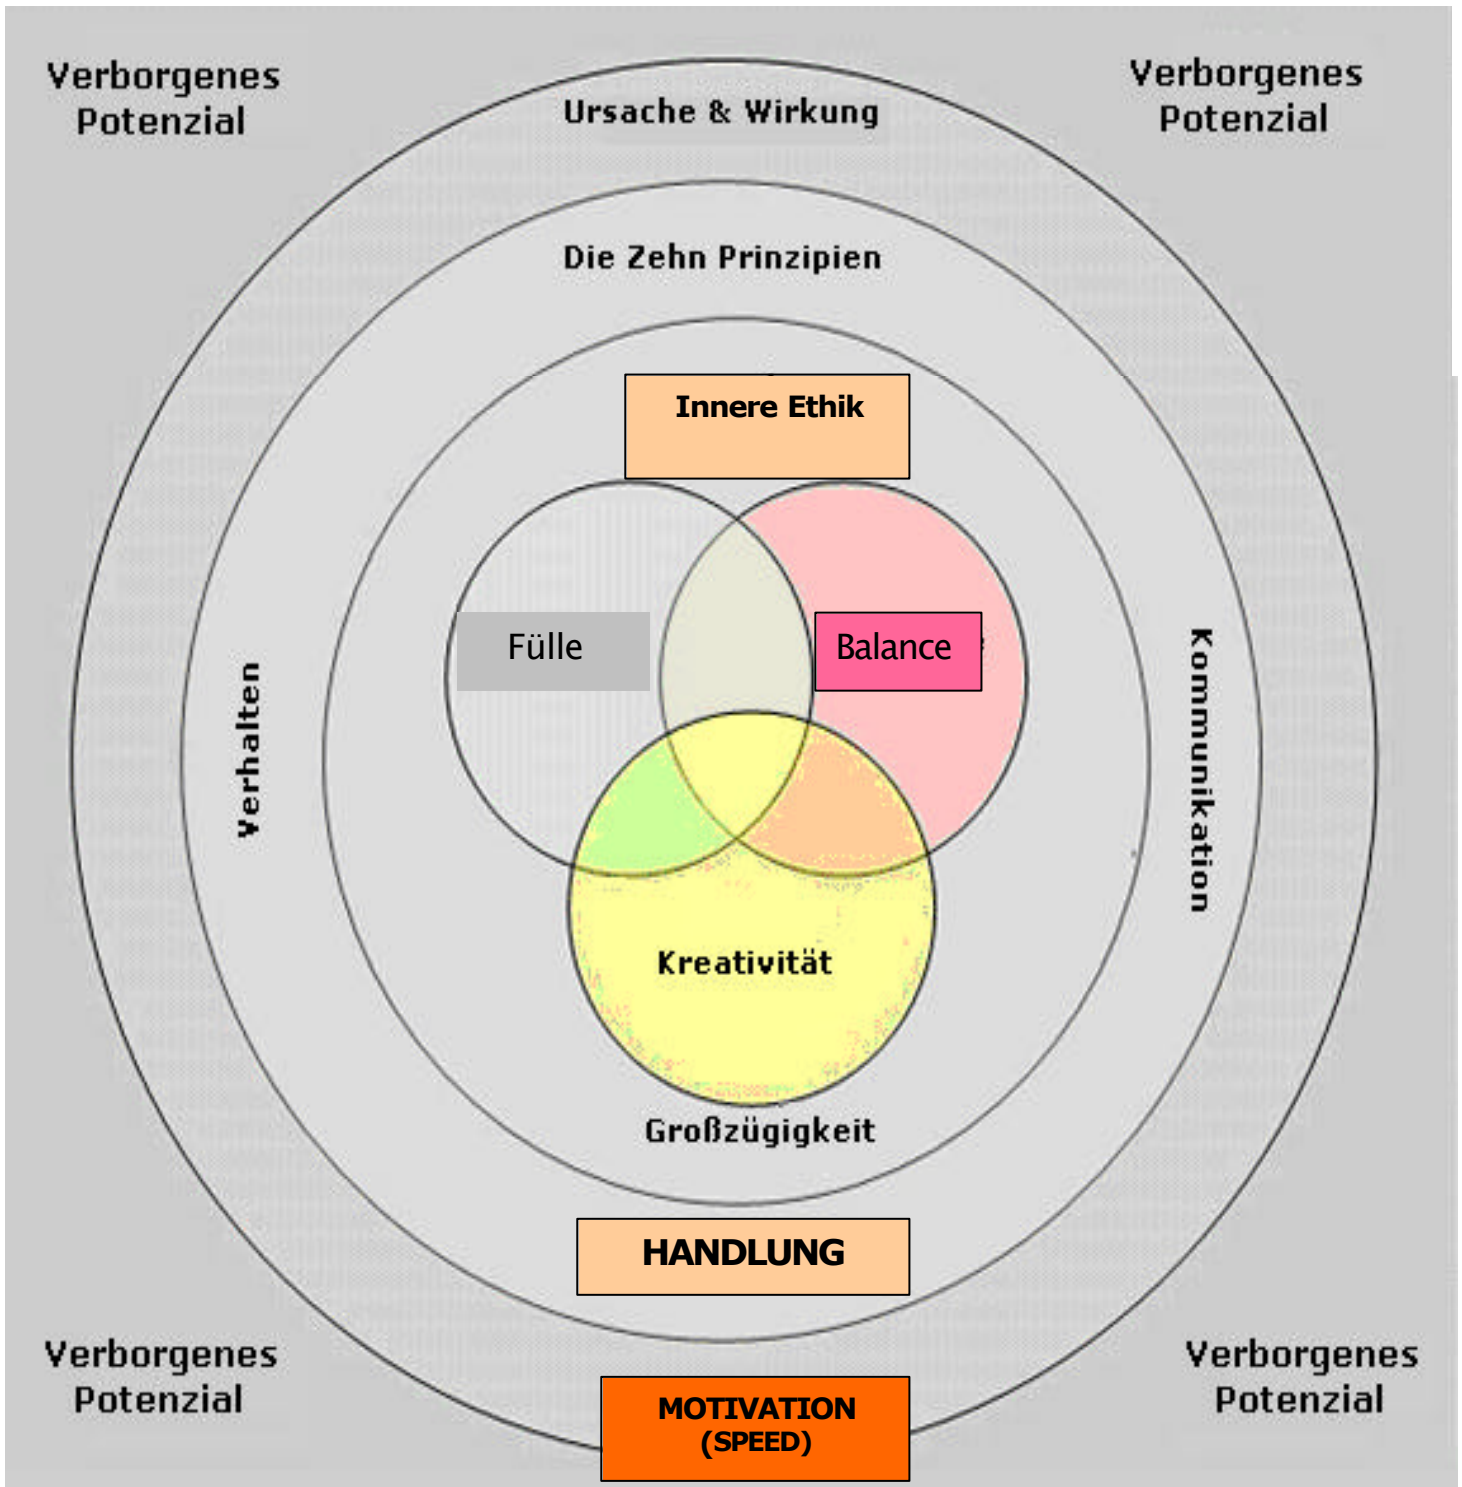 Verborgenes
Potenzial
Verborgenes
Potenzial
Ursache & Wirkung
Die Zehn Prinzipien
Innere Ethik
Fülle
Balance
Verhalten
Kommunikation
Kreativität
Großzügigkeit
HANDLUNG
Verborgenes
Potenzial
Verborgenes
Potenzial
MOTIVATION
(SPEED)